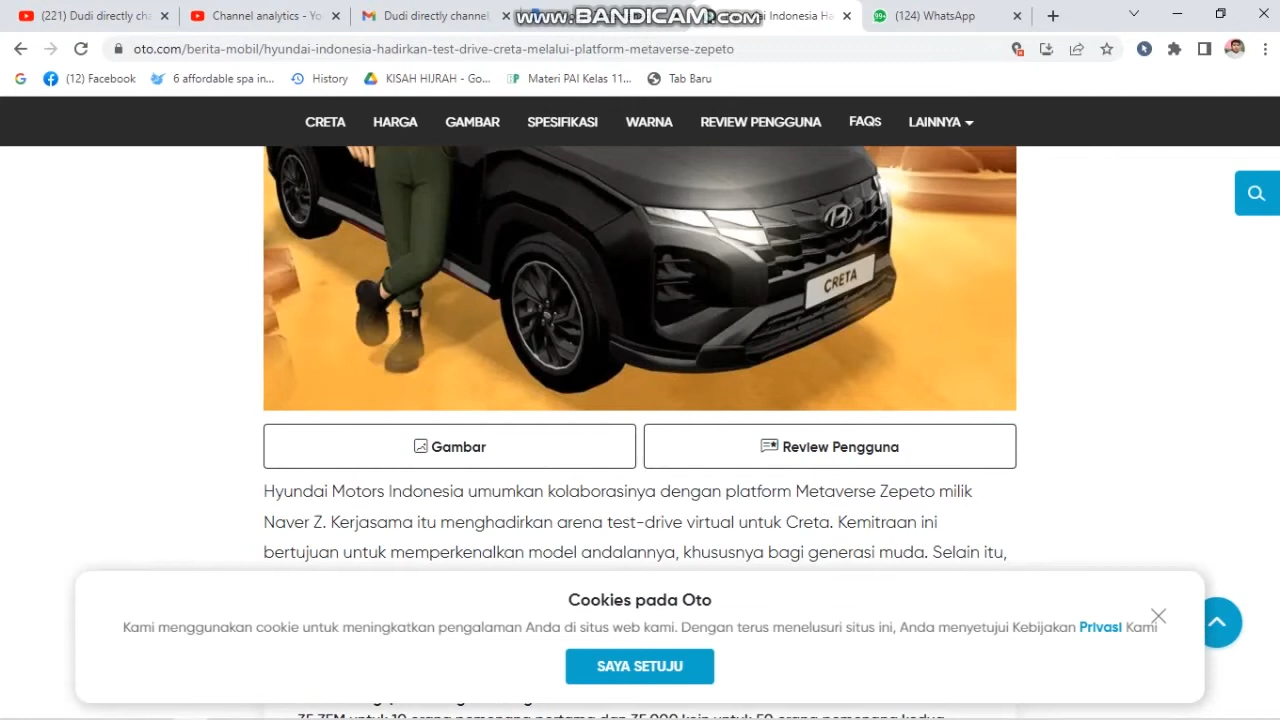 (221) Dudi directly ch
Channel analytics - Yo
Dudi directly channel,
www.BANDICAM.com
Indonesia Ha
(124) WhatsApp
oto.com/berita-mobil/hyundai-indonesia-hadirkan-test-drive-creta-melalui-platform-metaverse-zepeto
(12) Facebook
6 affordable spa in...
History
KISAH HIJRAH - Go...
Materi PAI Kelas 11...
Tab Baru
CRETA HARGA GAMBAR SPESIFIKASI WARNA REVIEW PENGGUNA FAQS LAINNYA
CRETA
Gambar
Review Pengguna
Hyundai Motors Indonesia umumkan kolaborasinya dengan platform Metaverse Zepeto milik
Naver Z. Kerjasama itu menghadirkan arena test-drive virtual untuk Creta. Kemitraan ini
bertujuan untuk memperkenalkan model andalannya, khususnya bagi generasi muda. Selain itu,
Cookies pada Oto
Kami menggunakan cookie untuk meningkatkan pengalaman Anda di situs web kami. Dengan terus menelusuri situs ini, Anda menyetujui Kebijakan Privasi Kami
SAYA SETUJU